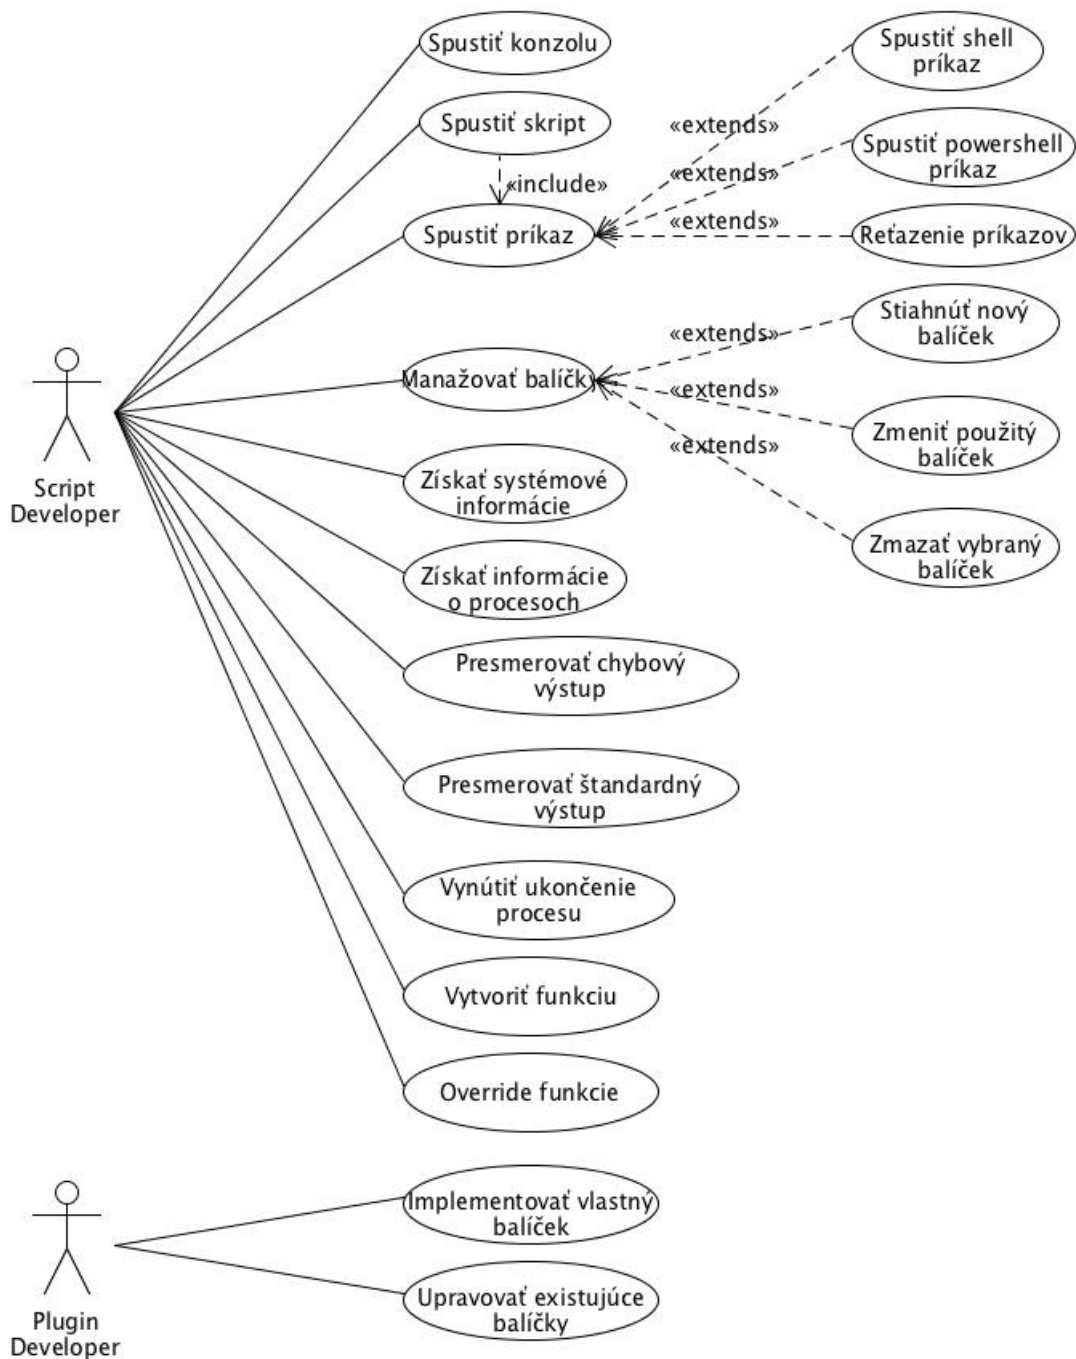 Spustiť konzolu
Spustiť skript
«include»
Spustiť príkaz
Spustiť shell
príkaz
«extends»
Spustiť powershell
príkaz
«extends»
Reťazenie príkazov
«extends»
Manažovať balíčky
Stiahnúť nový
balíček
«extends»
Zmeniť použitý
balíček
«extends»
Zmazať vybraný
balíček
«extends»
Script
Developer
Získať systémové
informácie
Získať informácie
o procesoch
Presmerovať chybový
výstup
Presmerovať štandardný
výstup
Vynútiť ukončenie
procesu
Vytvoriť funkciu
Override funkcie
Implementovať vlastný
balíček
Upravovať existujúce
balíčky
Plugin
Developer